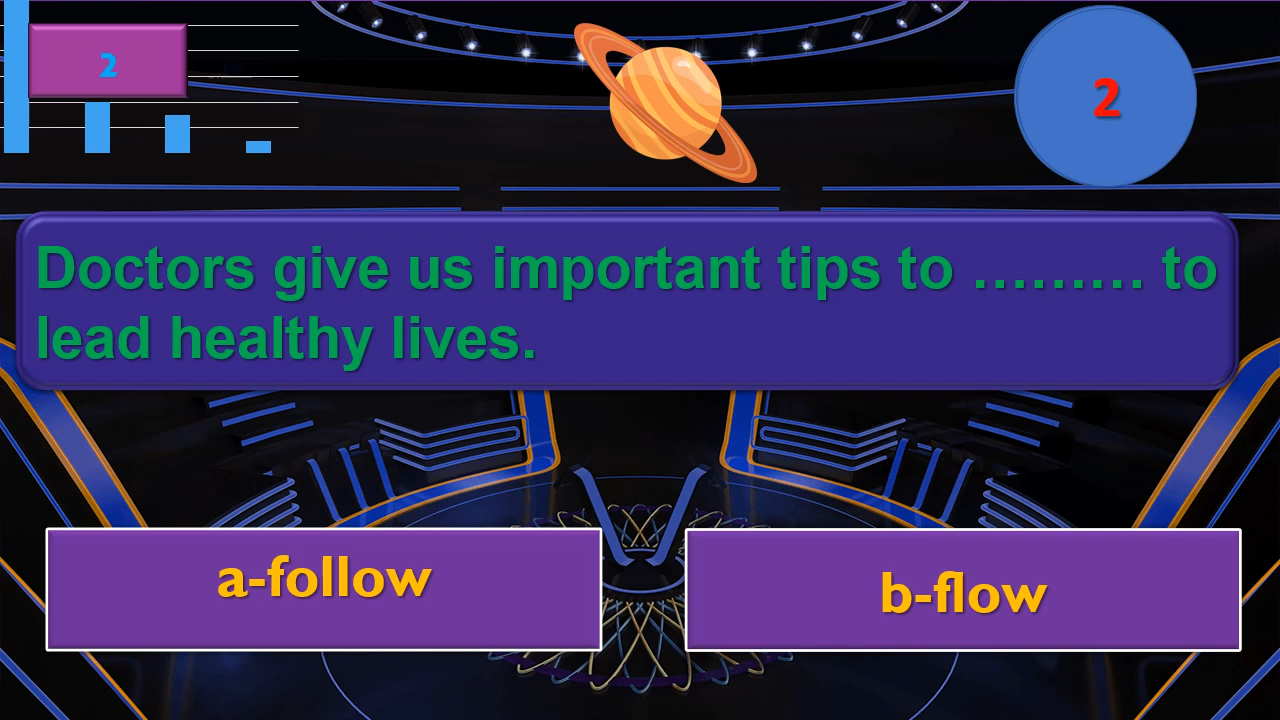 2
2
Doctors give us important tips to ……… to
lead healthy lives.
a-follow
b-flow